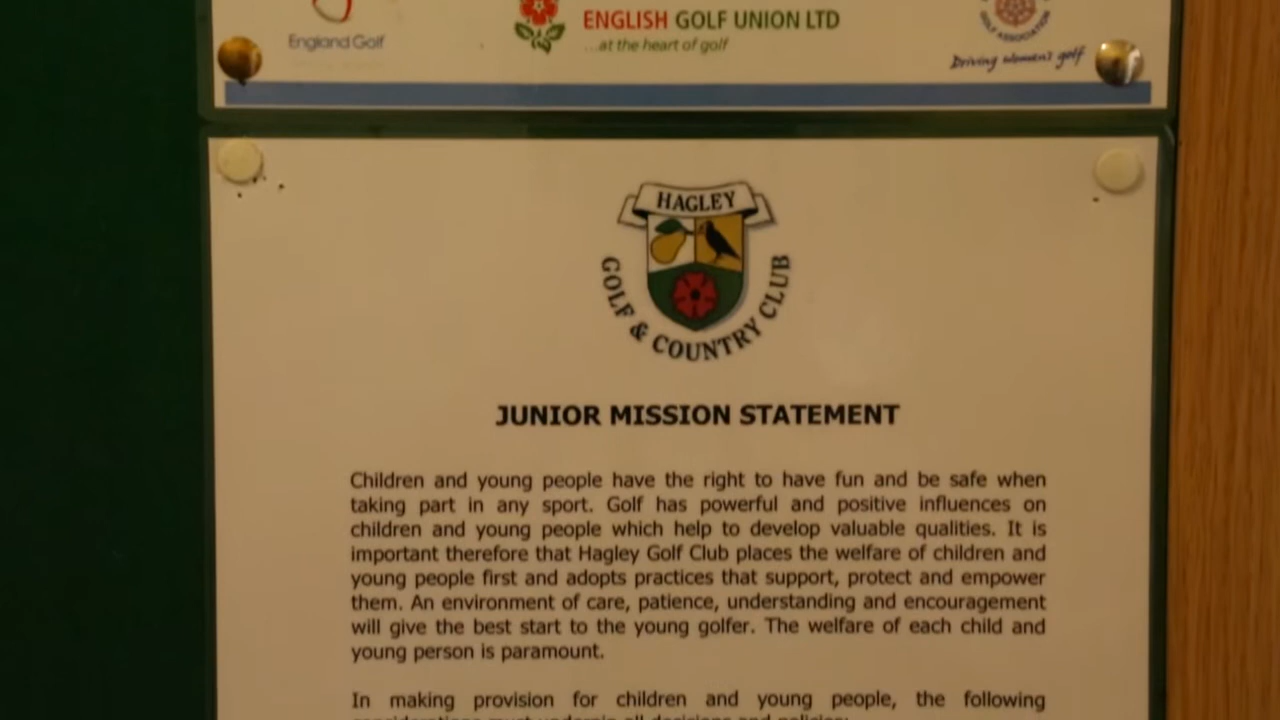 England Golf
ENGLISH GOLF UNION LTD
...at the heart of golf
GOLF ASSOCIATION
Driving women's golf
HAGLEY
GOLF & COUNTRY CLUB
JUNIOR MISSION STATEMENT
Children and young people have the right to have fun and be safe when
taking part in any sport. Golf has powerful and positive influences on
children and young people which help to develop valuable qualities. It is
important therefore that Hagley Golf Club places the welfare of children and
young people first and adopts practices that support, protect and empower
them. An environment of care, patience, understanding and encouragement
will give the best start to the young golfer. The welfare of each child and
young person is paramount.
In making provision for children and young people, the following